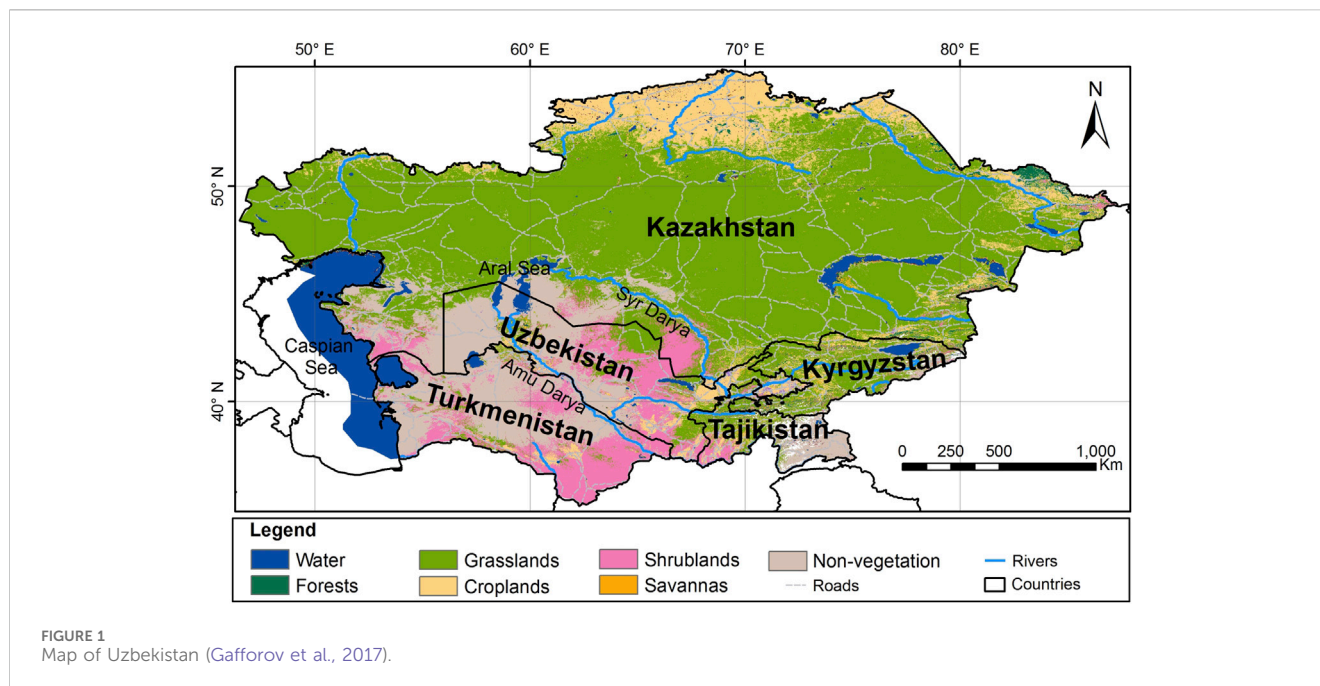 50° E 60° E 70° E 80° E
N
50° N
Kazakhstan
Aral Sea
Syr Darya
Uzbekistan
Caspian
Sea
Kyrgyzstan
Amu Darya
40° N
Turkmenistan
Tajikistan
0 250 500 1,000
Km
Legend
Water Grasslands Shrublands Non-vegetation Rivers
Forests Croplands Savannas Roads Countries
FIGURE 1
Map of Uzbekistan (Gafforov et al., 2017).